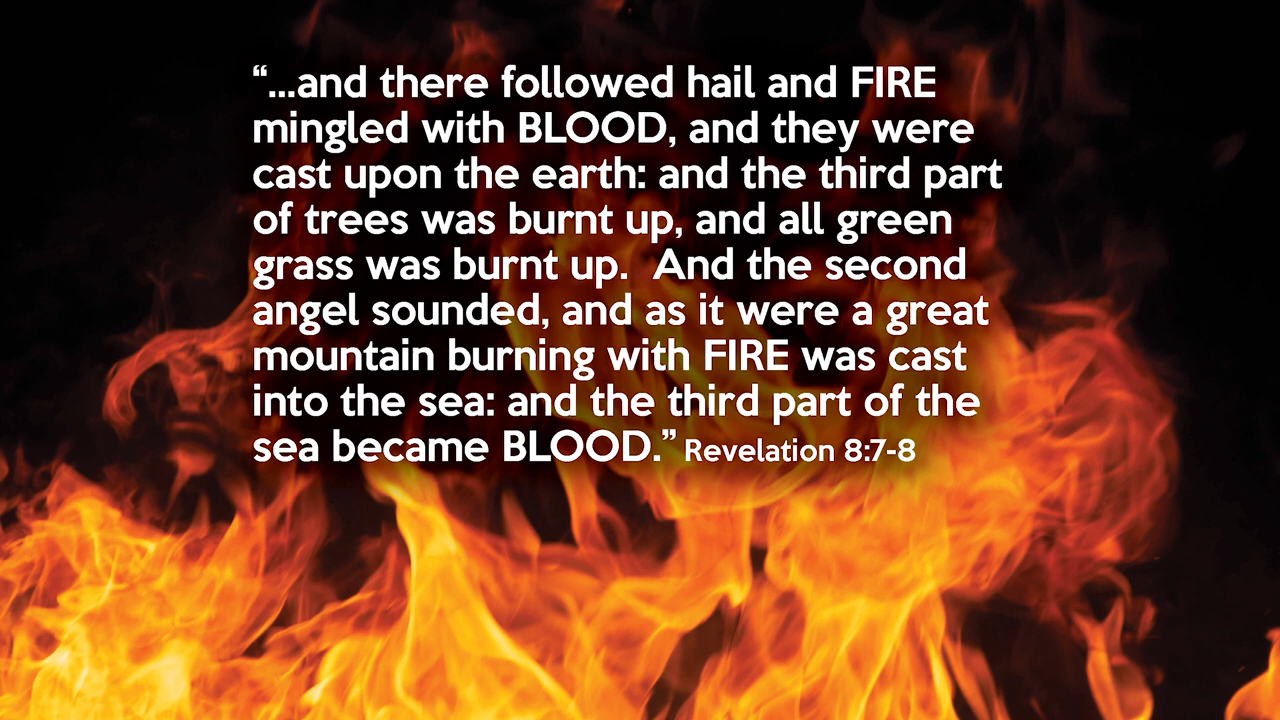 “...and there followed hail and FIRE
mingled with BLOOD, and they were
cast upon the earth: and the third part
of trees was burnt up, and all green
grass was burnt up.  And the second
angel sounded, and as it were a great
mountain burning with FIRE was cast
into the sea: and the third part of the
sea became BLOOD.” Revelation 8:7-8